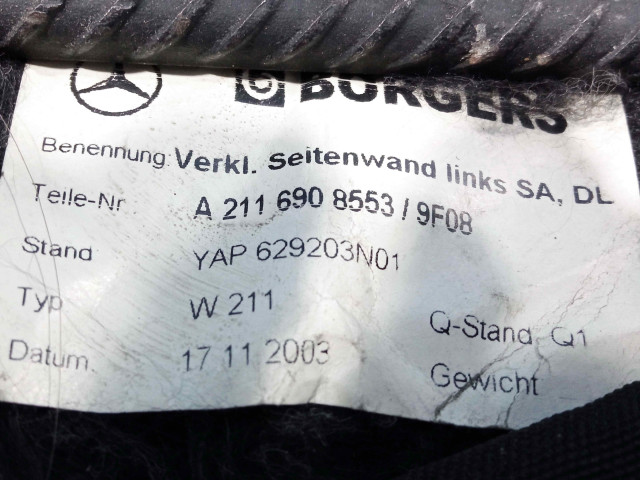 BORGERS
Benennung: Verkl. Seitenwand links SA, DL
Teile-Nr A 211 690 8553 / 9F08
Stand YAP 629203N01
Typ W 211
Q-Stand Q1
Datum. 17 11 2003
Gewicht